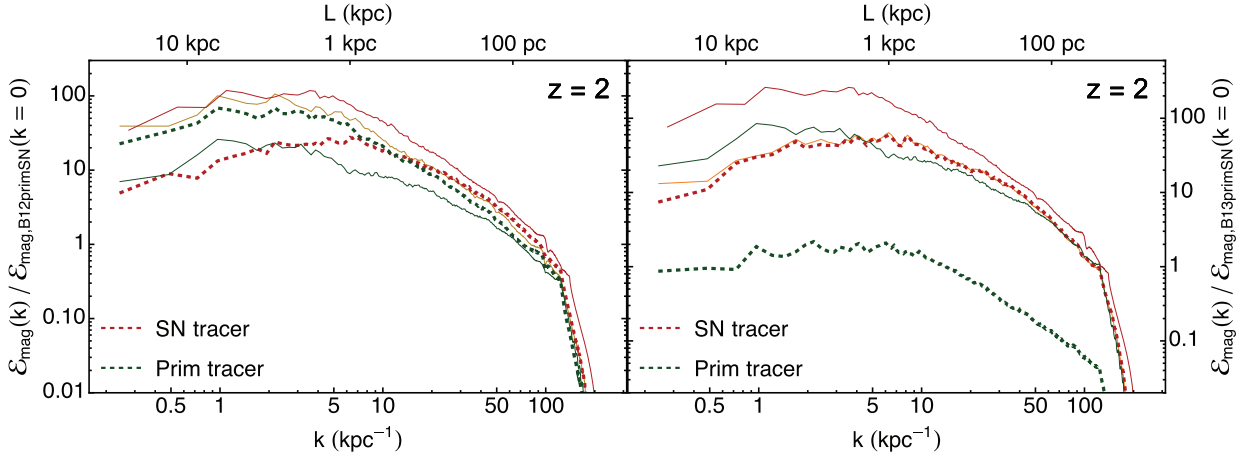 L (kpc)
10 kpc
1 kpc
100 pc
L (kpc)
10 kpc
1 kpc
100 pc
ℰmag(k) / ℰmag,B12primSN(k = 0)
100
10
1
0.10
0.01
z = 2
SN tracer
Prim tracer
0.5
1
5
10
50
100
k (kpc⁻¹)
z = 2
SN tracer
Prim tracer
0.5
1
5
10
50
100
k (kpc⁻¹)
100
10
1
0.1
ℰmag(k) / ℰmag,B13primSN(k = 0)